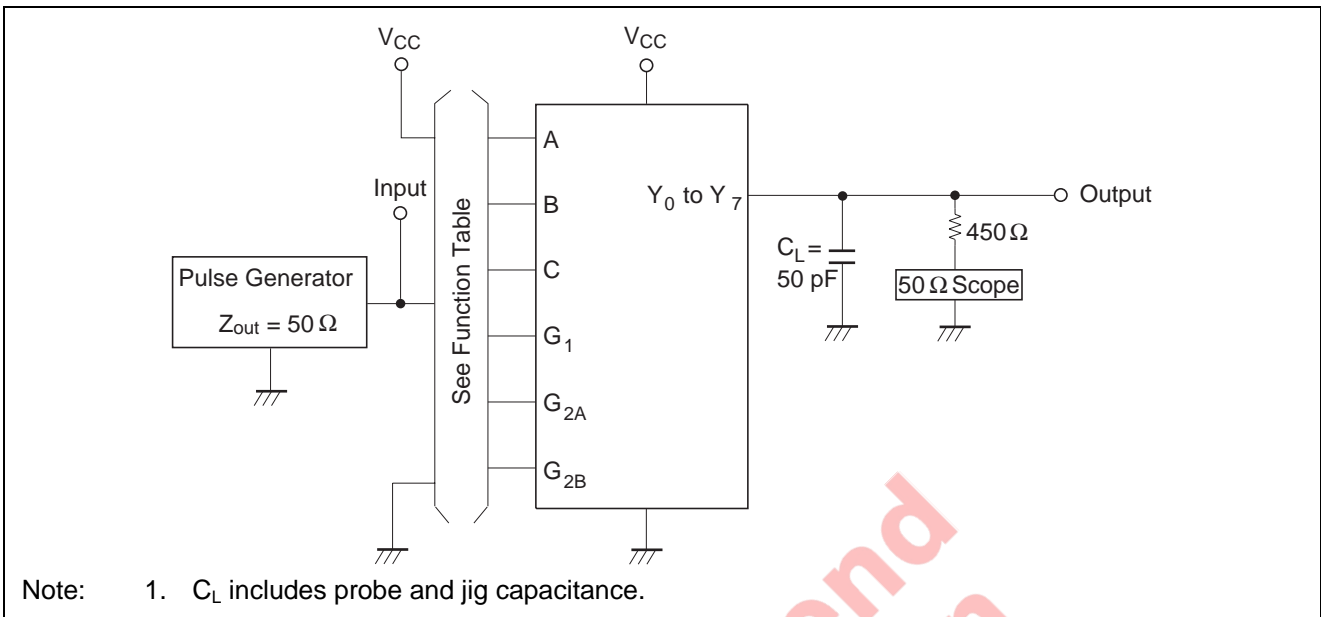 VCC
VCC
A
Input
B
Y0 to Y 7
Output
See Function Table
CL =
50 pF
450 Ω
Pulse Generator
Zout = 50 Ω
C
50 Ω Scope
G1
G2A
G2B
Note: 1. CL includes probe and jig capacitance.